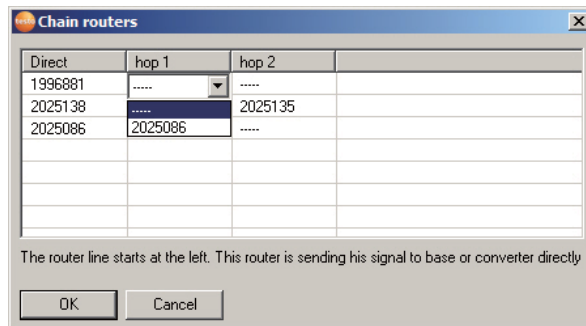 testo Chain routers
Direct hop 1 hop 2
1996881 ----- -----
2025138 ----- 2025135
2025086 2025086 -----
The router line starts at the left. This router is sending his signal to base or converter directly
OK Cancel